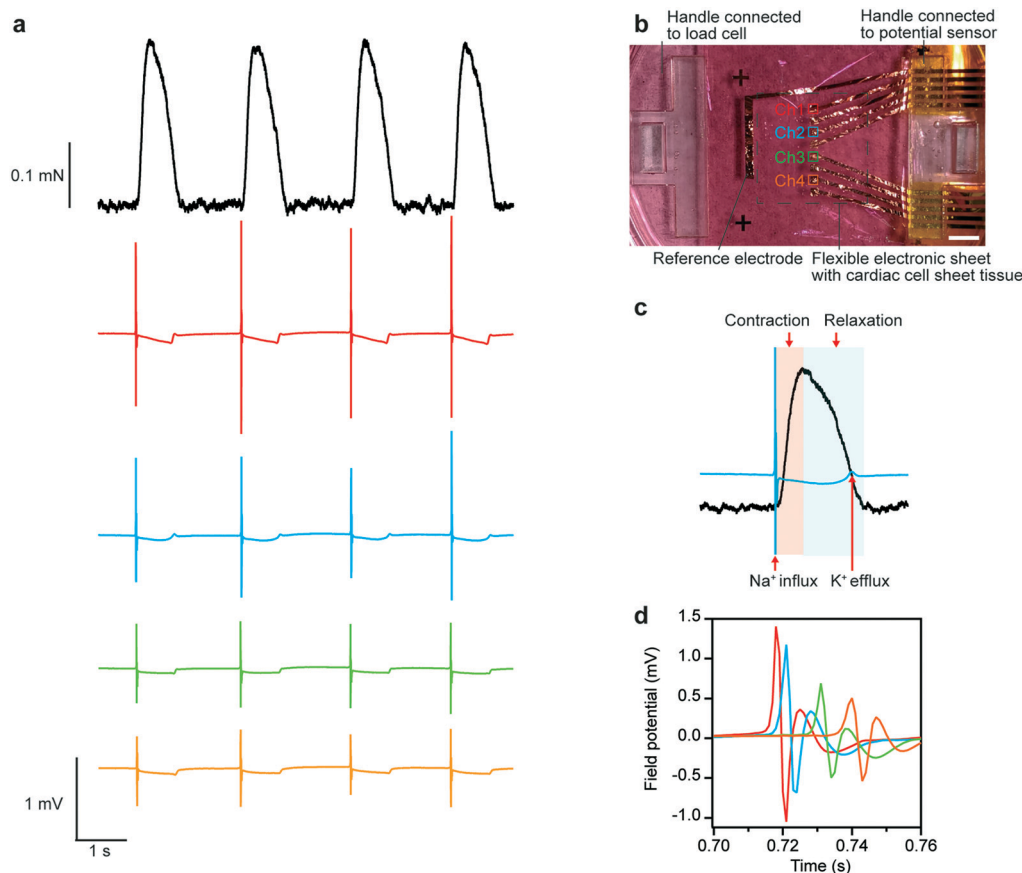 a
0.1 mN
1 mV
1 s
b
Handle connected
to load cell
Handle connected
to potential sensor
Ch1
Ch2
Ch3
Ch4
Reference electrode
Flexible electronic sheet
with cardiac cell sheet tissue
c
Contraction
Relaxation
Na⁺ influx
K⁺ efflux
d
Field potential (mV)
1.5
1.0
0.5
0.0
-0.5
-1.0
0.70
0.72
0.74
0.76
Time (s)